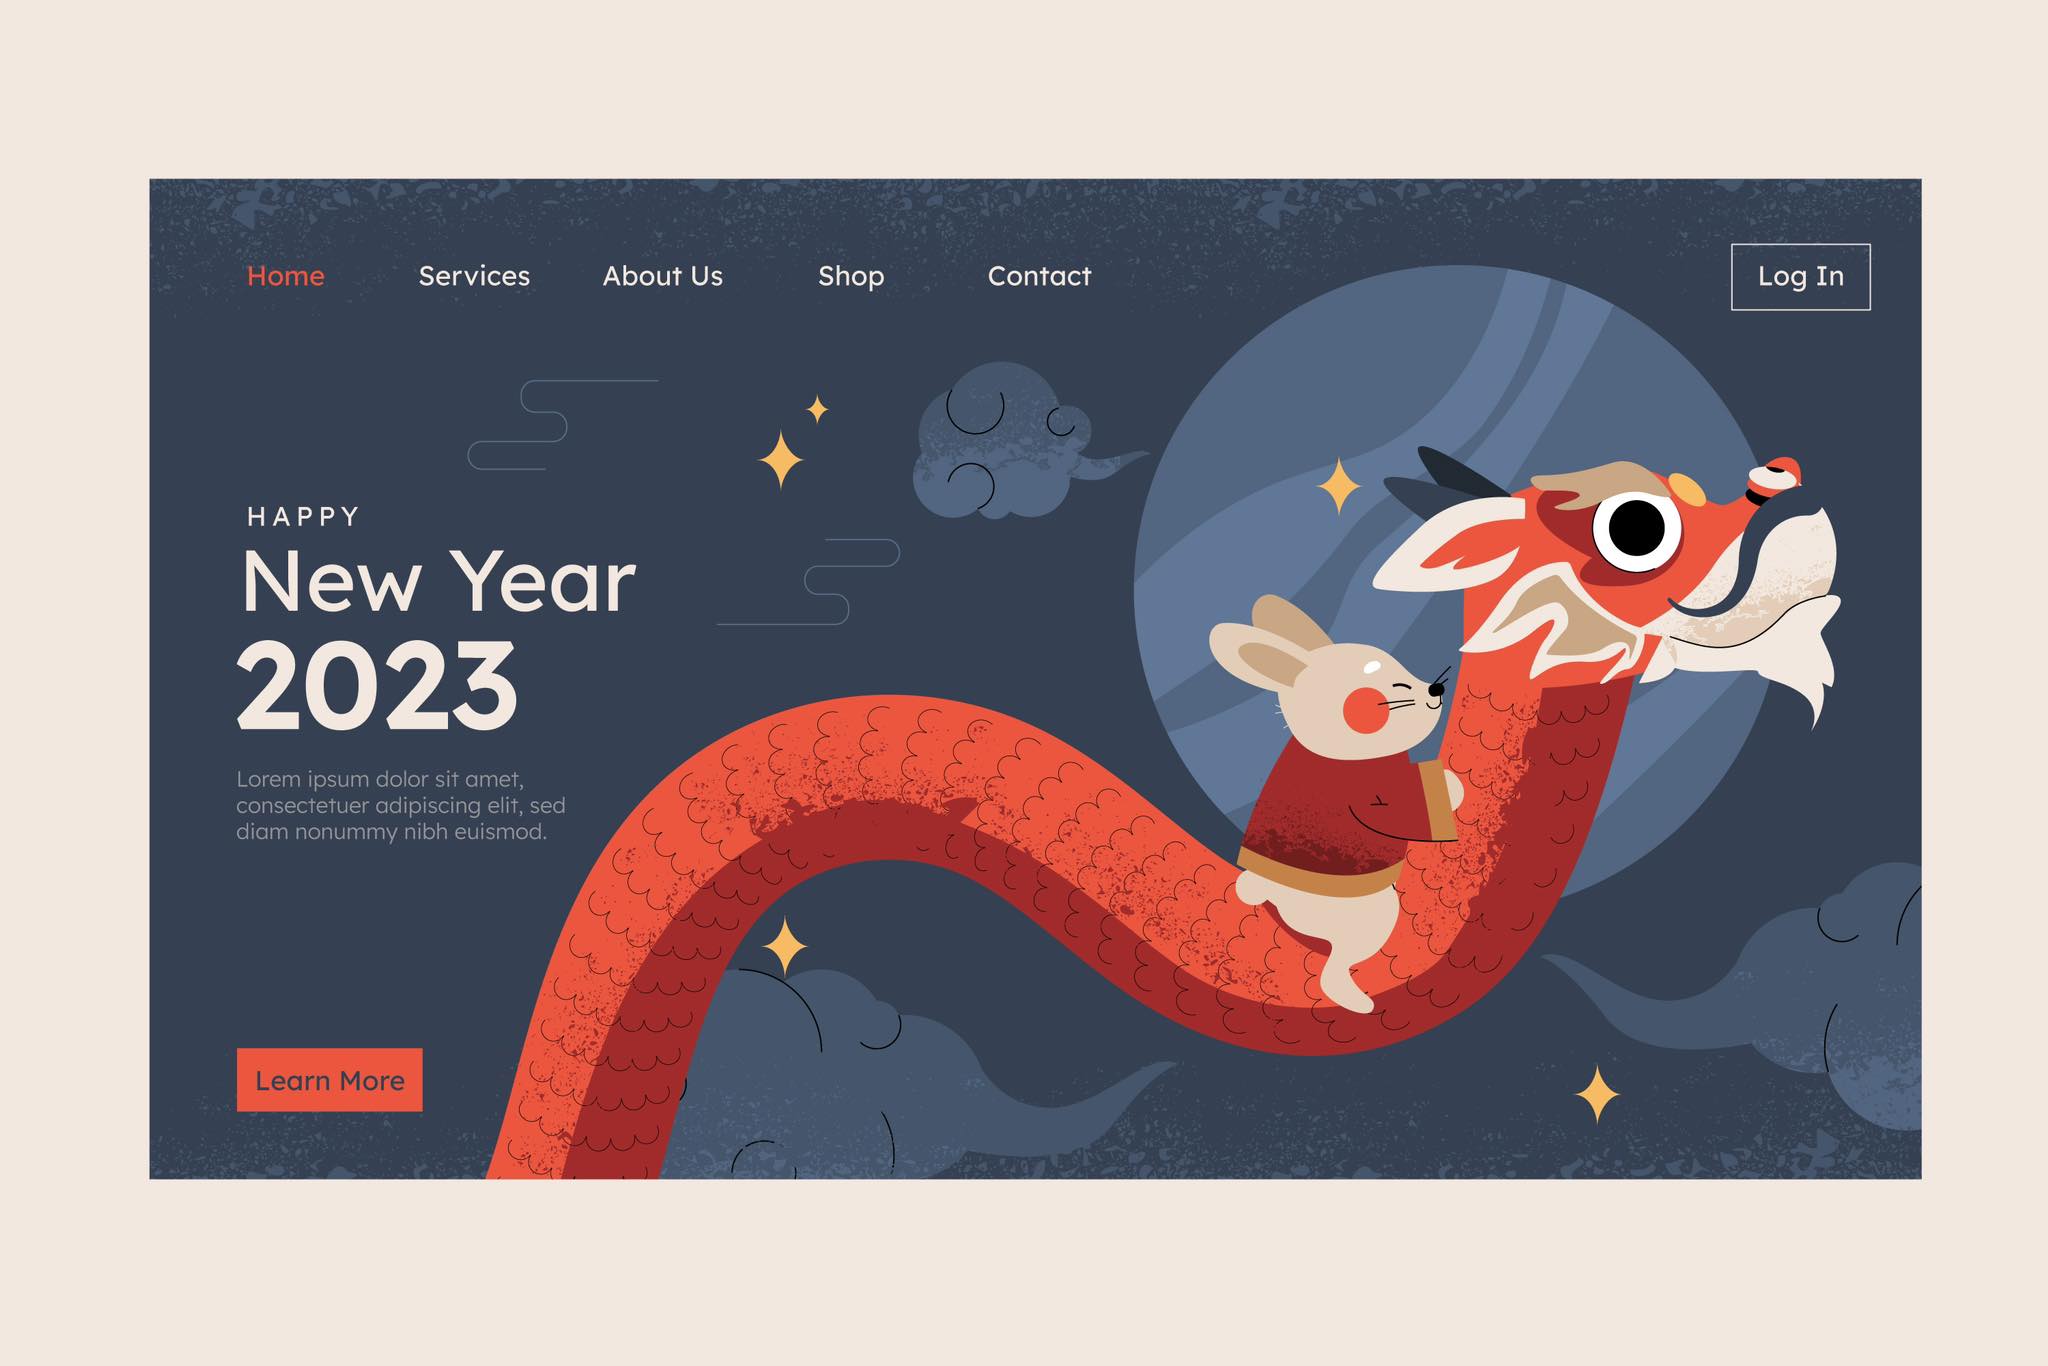 Home Services About Us Shop Contact Log In
HAPPY
New Year
2023
Lorem ipsum dolor sit amet,
consectetuer adipiscing elit, sed
diam nonummy nibh euismod.
Learn More